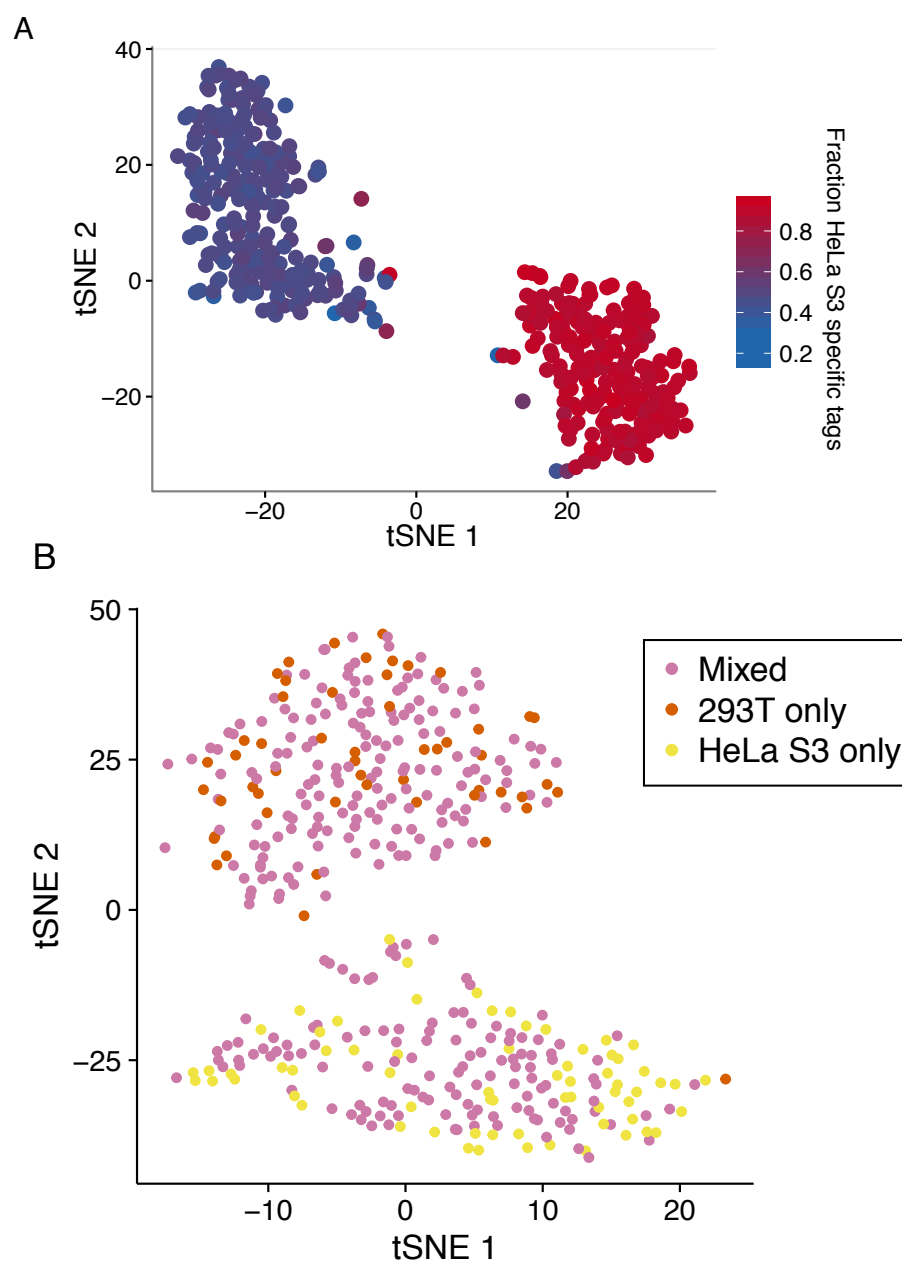 A
40
20
0
−20
tSNE 2
−20
0
20
tSNE 1
0.8
0.6
0.4
0.2
Fraction HeLa S3 specific tags
B
50
25
0
−25
tSNE 2
−10
0
10
20
tSNE 1
Mixed
293T only
HeLa S3 only